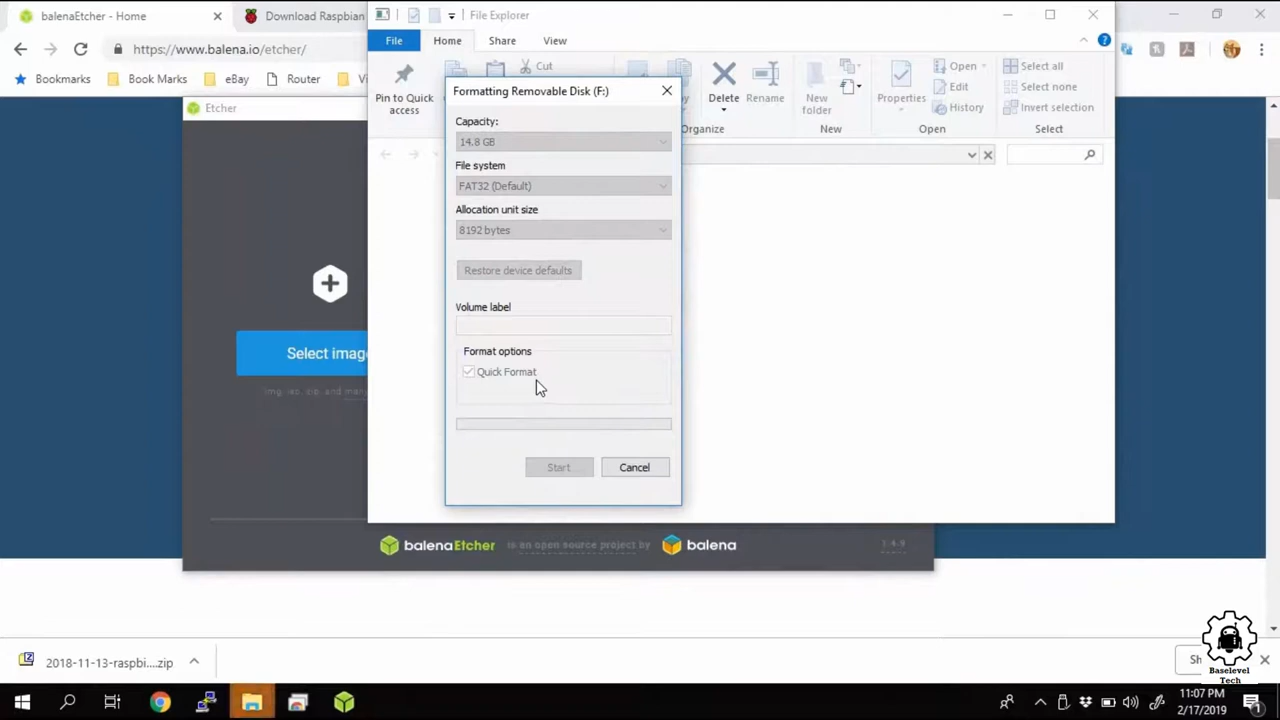 balenaEtcher - Home
Download Raspbian
File Explorer
https://www.balena.io/etcher/
File
Home
Share
View
Bookmarks
Book Marks
eBay
Router
Etcher
Pin to Quick
access
Cut
Delete
Rename
New
folder
Properties
Open
Edit
History
Select all
Select none
Invert selection
Organize
New
Open
Select
Formatting Removable Disk (F:)
Capacity:
14.8 GB
File system
FAT32 (Default)
Allocation unit size
8192 bytes
Restore device defaults
Volume label
Format options
Quick Format
Start
Cancel
Select image
balenaEtcher is an open source project by balena
1.4.9
2018-11-13-raspbi....zip
Baselevel
Tech
11:07 PM
2/17/2019
1